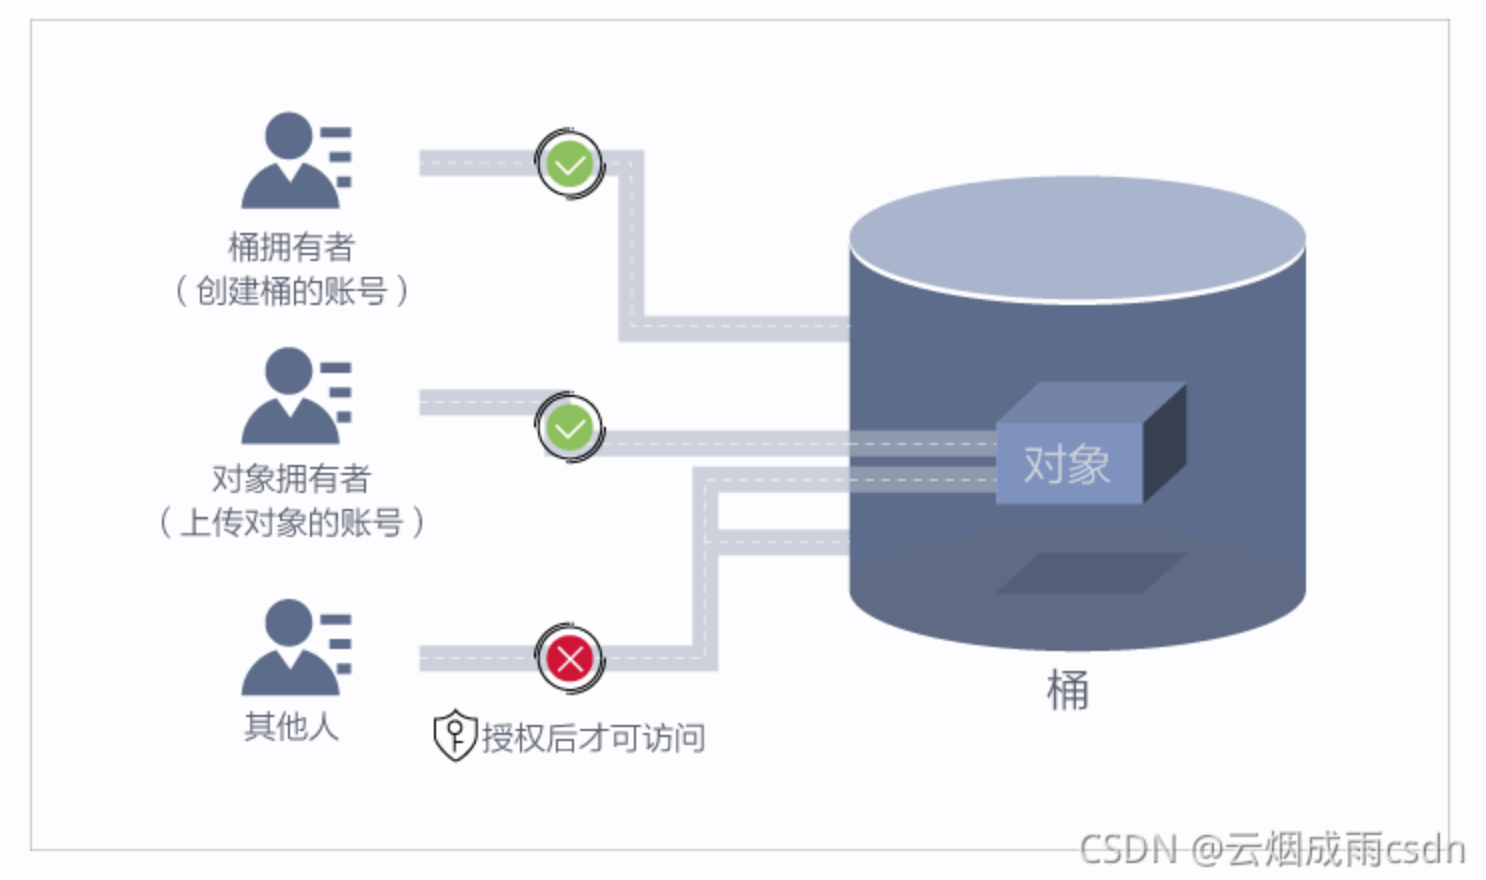 桶拥有者
（创建桶的账号）
对象拥有者
（上传对象的账号）
对象
桶
其他人
授权后才可访问
CSDN @云烟成雨csdn